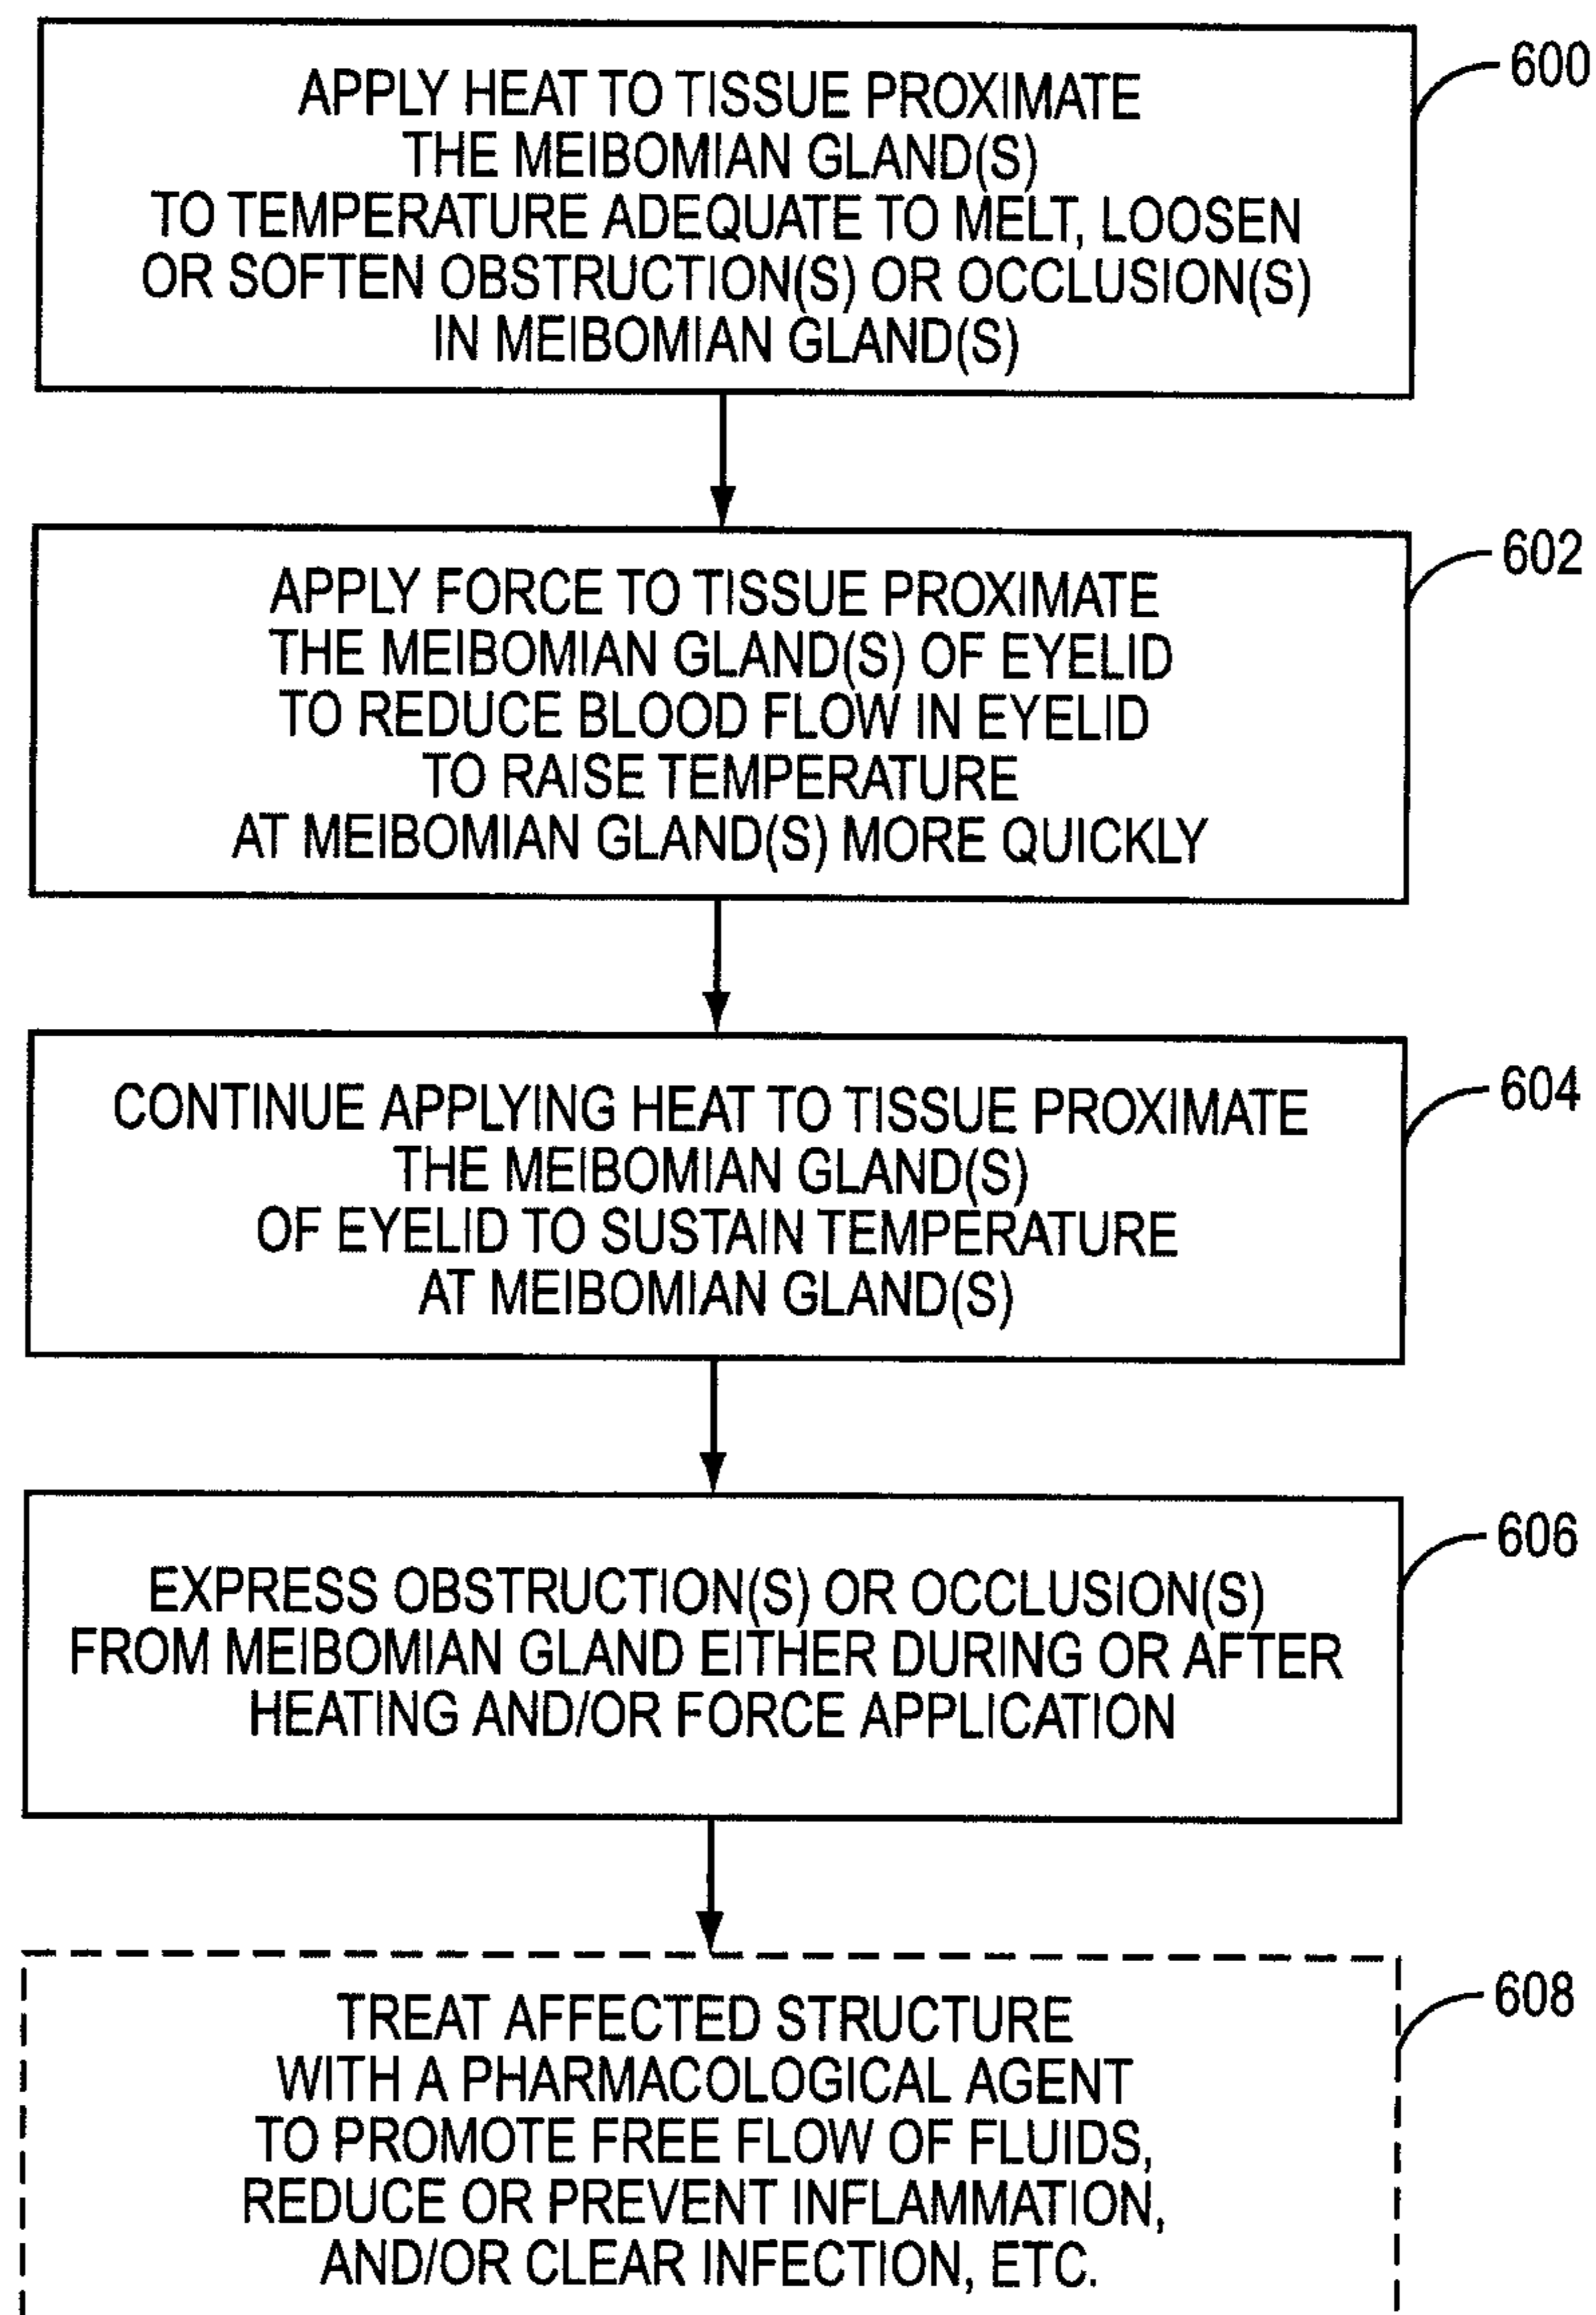 APPLY HEAT TO TISSUE PROXIMATE
THE MEIBOMIAN GLAND(S)
TO TEMPERATURE ADEQUATE TO MELT, LOOSEN
OR SOFTEN OBSTRUCTION(S) OR OCCLUSION(S)
IN MEIBOMIAN GLAND(S)
600
APPLY FORCE TO TISSUE PROXIMATE
THE MEIBOMIAN GLAND(S) OF EYELID
TO REDUCE BLOOD FLOW IN EYELID
TO RAISE TEMPERATURE
AT MEIBOMIAN GLAND(S) MORE QUICKLY
602
CONTINUE APPLYING HEAT TO TISSUE PROXIMATE
THE MEIBOMIAN GLAND(S)
OF EYELID TO SUSTAIN TEMPERATURE
AT MEIBOMIAN GLAND(S)
604
EXPRESS OBSTRUCTION(S) OR OCCLUSION(S)
FROM MEIBOMIAN GLAND EITHER DURING OR AFTER
HEATING AND/OR FORCE APPLICATION
606
TREAT AFFECTED STRUCTURE
WITH A PHARMACOLOGICAL AGENT
TO PROMOTE FREE FLOW OF FLUIDS,
REDUCE OR PREVENT INFLAMMATION,
AND/OR CLEAR INFECTION, ETC.
608